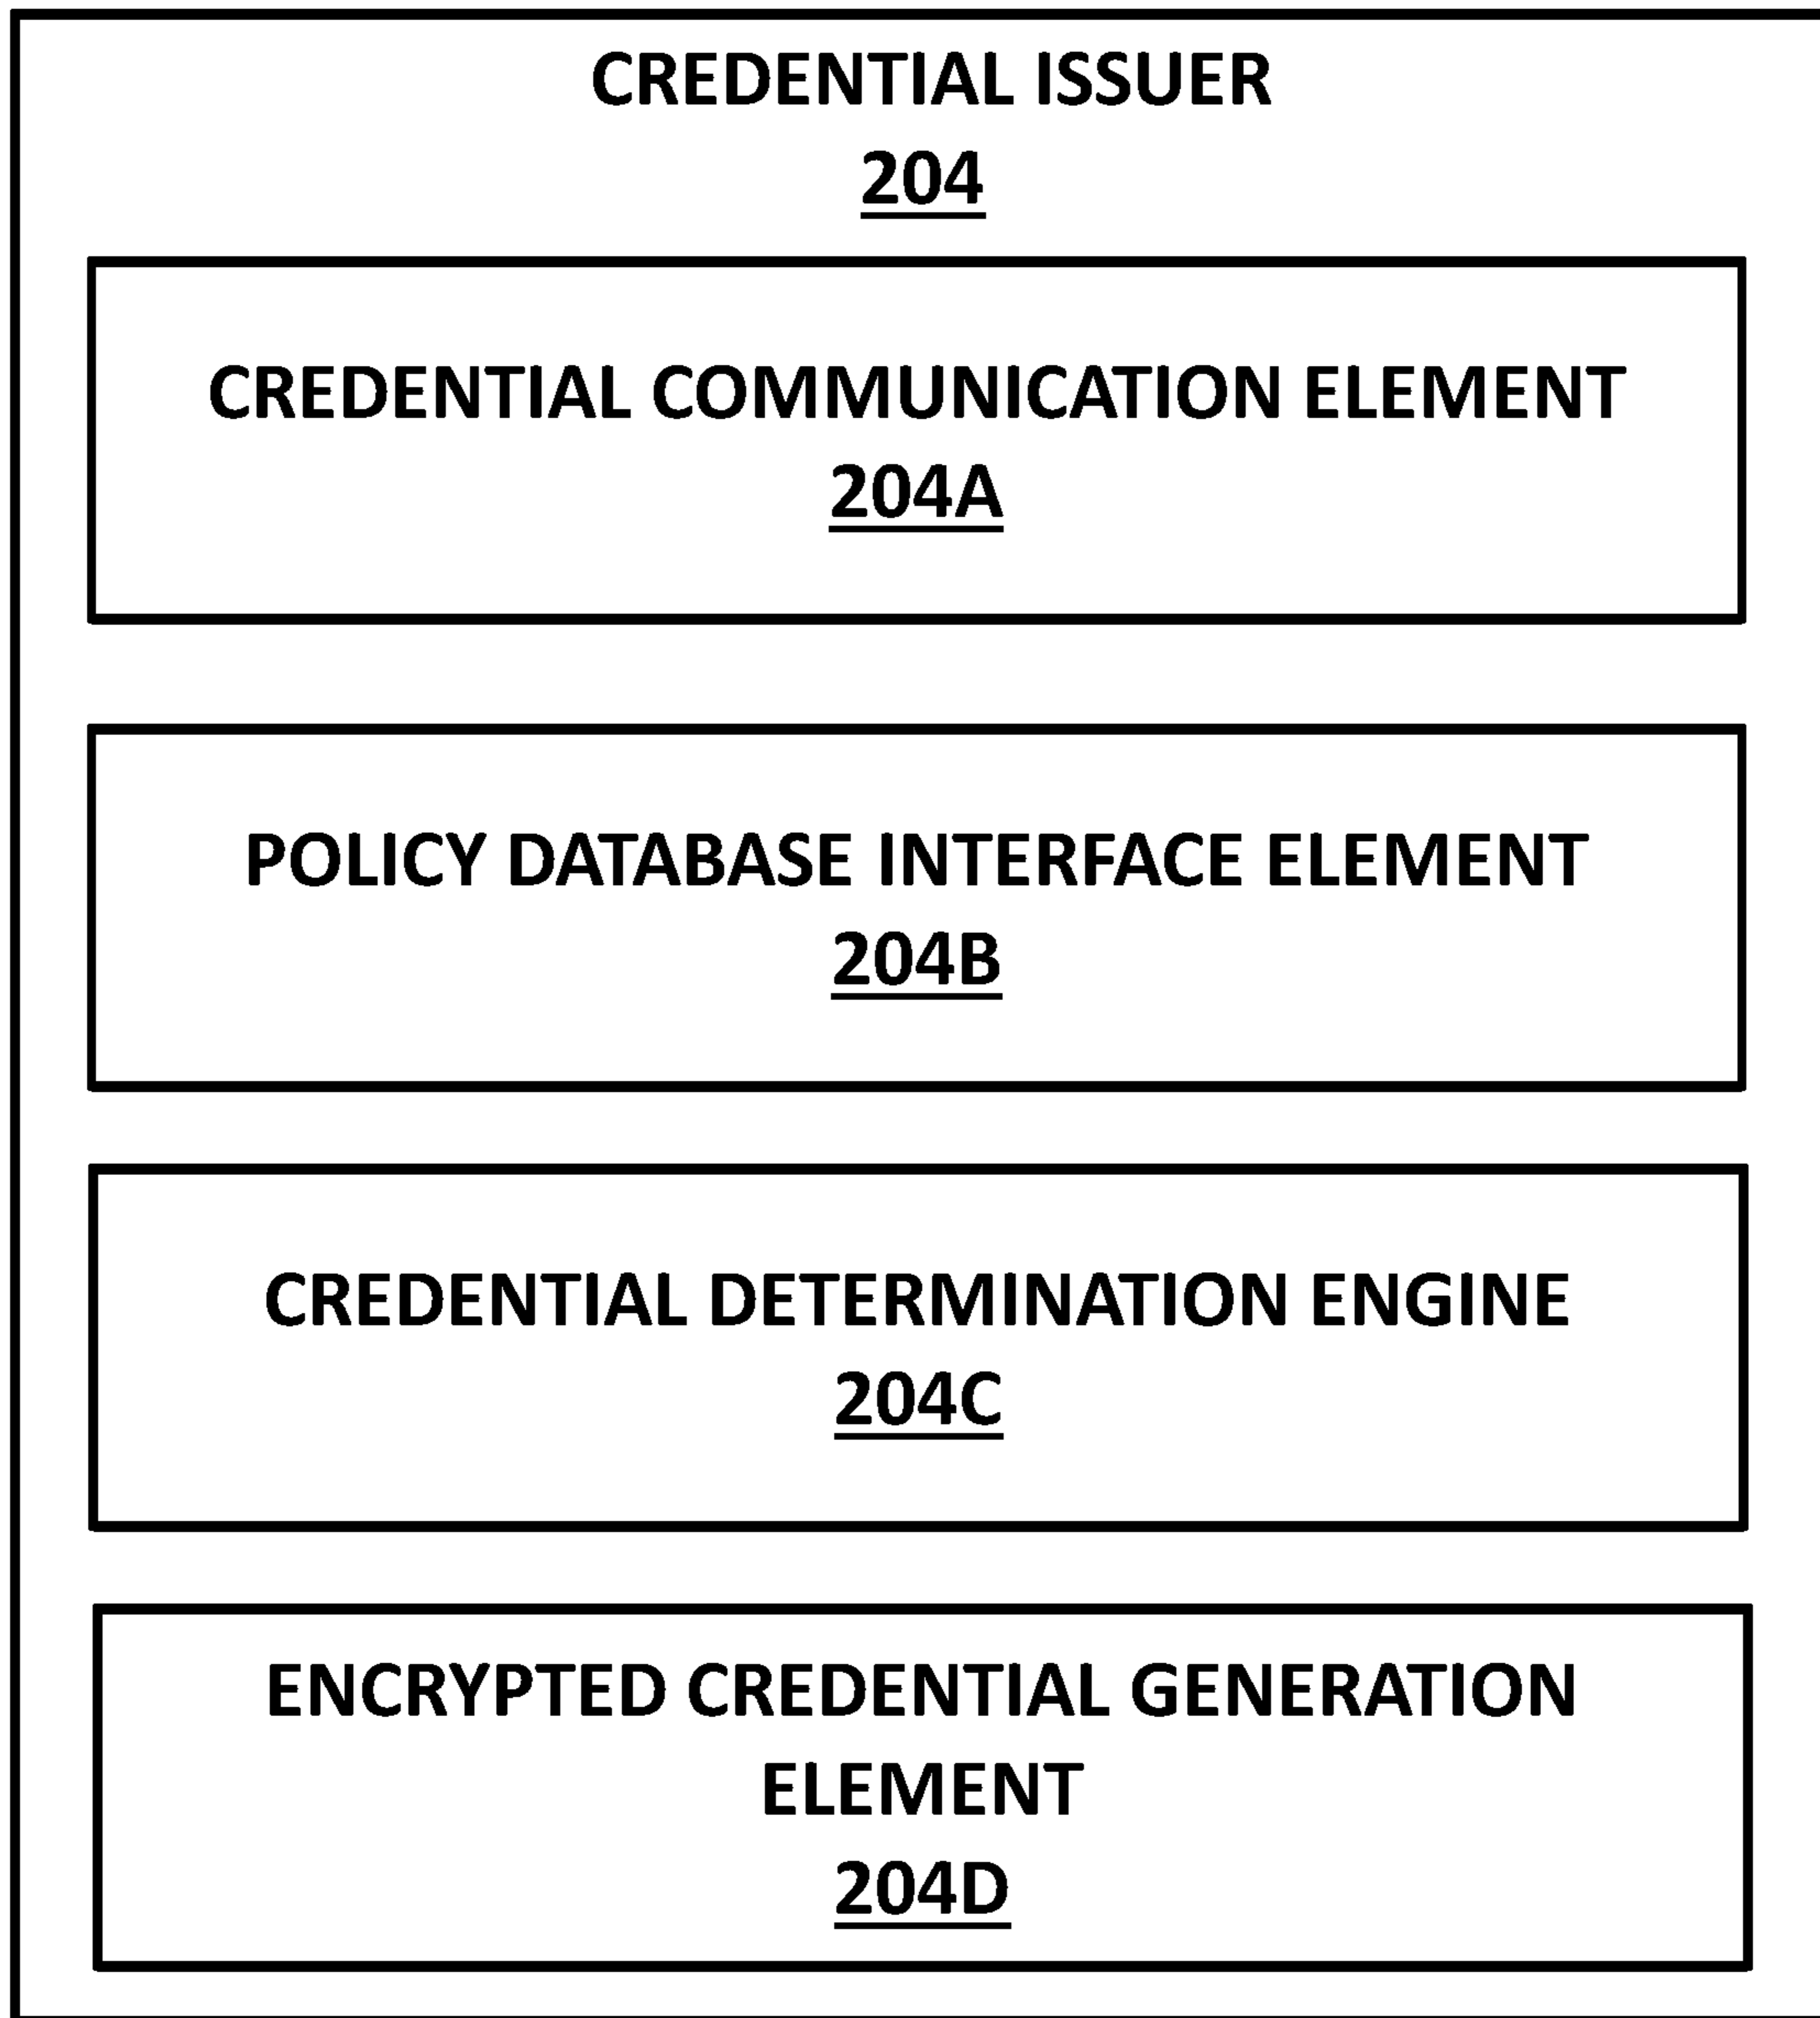 CREDENTIAL ISSUER
204
CREDENTIAL COMMUNICATION ELEMENT
204A
POLICY DATABASE INTERFACE ELEMENT
204B
CREDENTIAL DETERMINATION ENGINE
204C
ENCRYPTED CREDENTIAL GENERATION
ELEMENT
204D